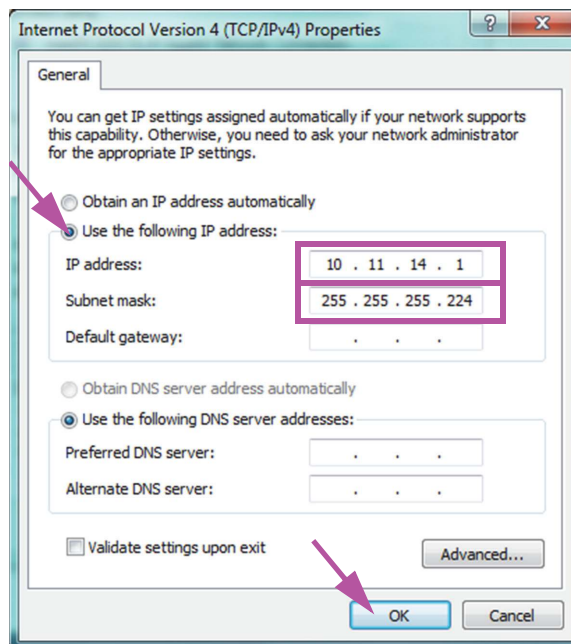 Internet Protocol Version 4 (TCP/IPv4) Properties
?
General
You can get IP settings assigned automatically if your network supports
this capability. Otherwise, you need to ask your network administrator
for the appropriate IP settings.
Obtain an IP address automatically
Use the following IP address:
IP address: 10 . 11 . 14 . 1
Subnet mask: 255 . 255 . 255 . 224
Default gateway: . . .
Obtain DNS server address automatically
Use the following DNS server addresses:
Preferred DNS server: . . .
Alternate DNS server: . . .
Validate settings upon exit
Advanced...
OK Cancel